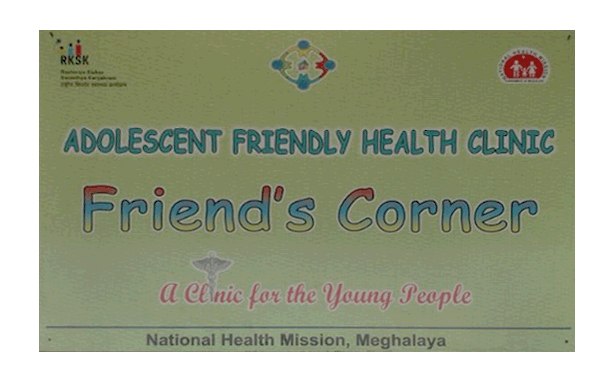 RKSK
ADOLESCENT FRIENDLY HEALTH CLINIC
Friend's Corner
A Clinic for the Young People
National Health Mission, Meghalaya